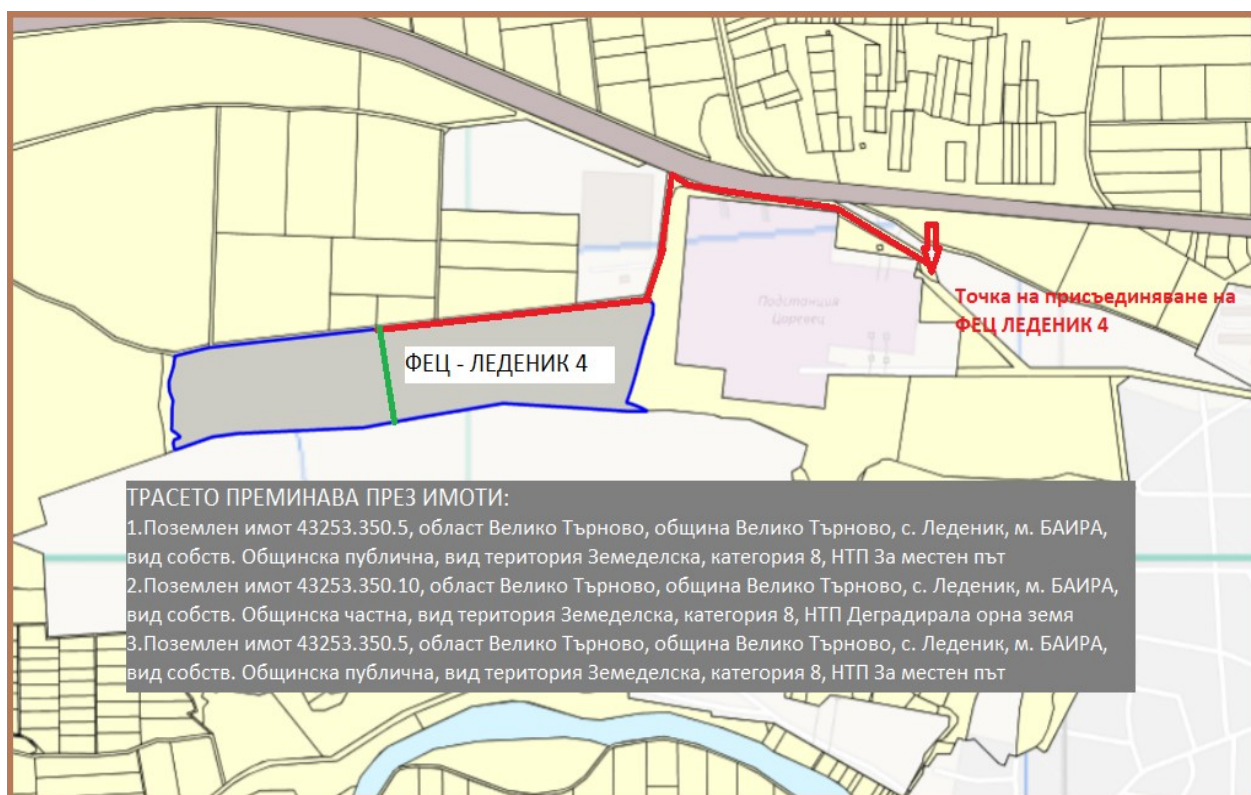 Подстанция
Царевец
Точка на присъединяване на
ФЕЦ ЛЕДЕНИК 4
ФЕЦ - ЛЕДЕНИК 4
ТРАСЕТО ПРЕМИНАВА ПРЕЗ ИМОТИ:
1.Поземлен имот 43253.350.5, област Велико Търново, община Велико Търново, с. Леденик, м. БАИРА,
вид собств. Общинска публична, вид територия Земеделска, категория 8, НТП За местен път
2.Поземлен имот 43253.350.10, област Велико Търново, община Велико Търново, с. Леденик, м. БАИРА,
вид собств. Общинска частна, вид територия Земеделска, категория 8, НТП Деградирала орна земя
3.Поземлен имот 43253.350.5, област Велико Търново, община Велико Търново, с. Леденик, м. БАИРА,
вид собств. Общинска публична, вид територия Земеделска, категория 8, НТП За местен път